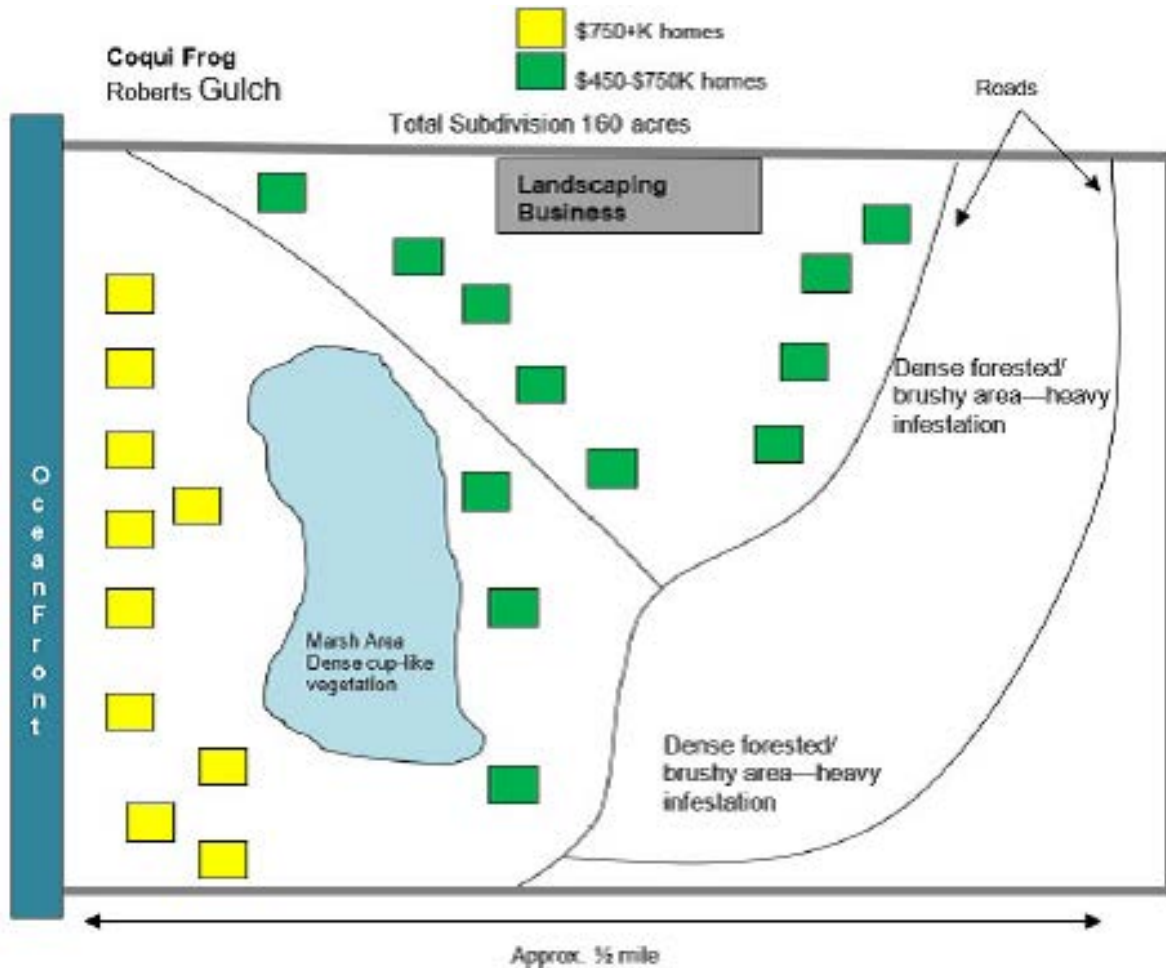 $750+K homes
Coqui Frog
Roberts Gulch
$450-$750K homes
Roads
Total Subdivision 160 acres
Landscaping
Business
Dense forested/
brushy area—heavy
infestation
OceanFront
Marsh Area
Dense cup-like
vegetation
Dense forested/
brushy area—heavy
infestation
Approx. ½ mile